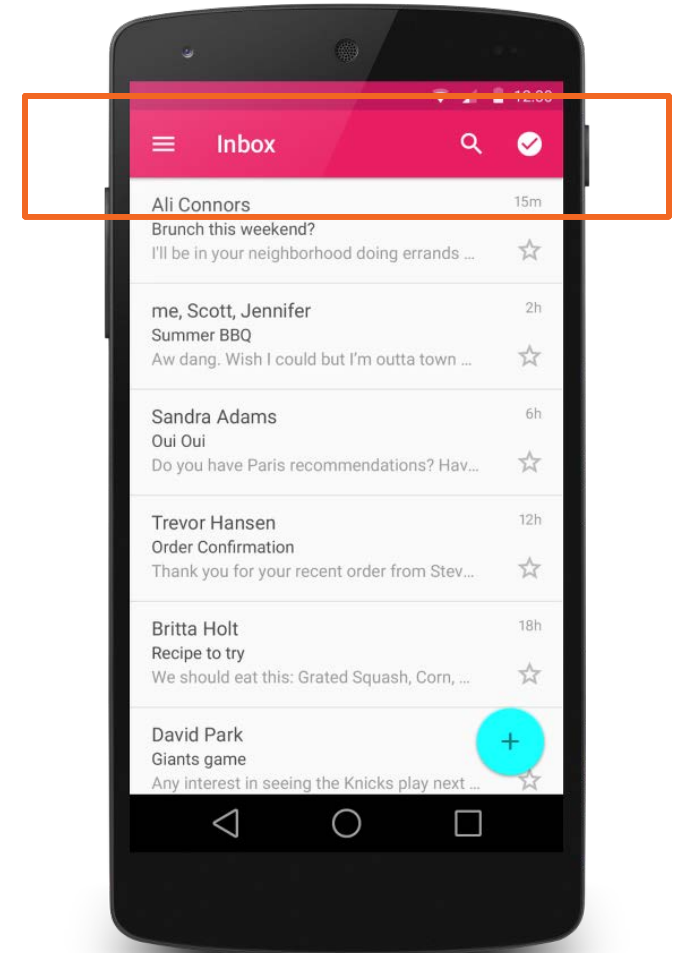 12:00
Inbox
Ali Connors
15m
Brunch this weekend?
I'll be in your neighborhood doing errands ...
me, Scott, Jennifer
2h
Summer BBQ
Aw dang. Wish I could but I'm outta town ...
Sandra Adams
6h
Oui Oui
Do you have Paris recommendations? Hav...
Trevor Hansen
12h
Order Confirmation
Thank you for your recent order from Stev...
Britta Holt
18h
Recipe to try
We should eat this: Grated Squash, Corn, ...
David Park
Giants game
Any interest in seeing the Knicks play next ...